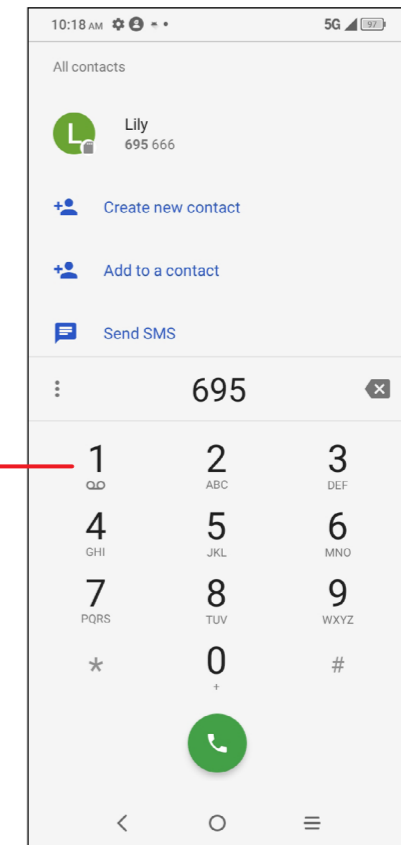 10:18 AM 5G 97
All contacts
L
Lily
695 666
Create new contact
Add to a contact
Send SMS
695
1 2 3
ABC DEF
4 5 6
GHI JKL MNO
7 8 9
PQRS TUV WXYZ
* 0 #
+